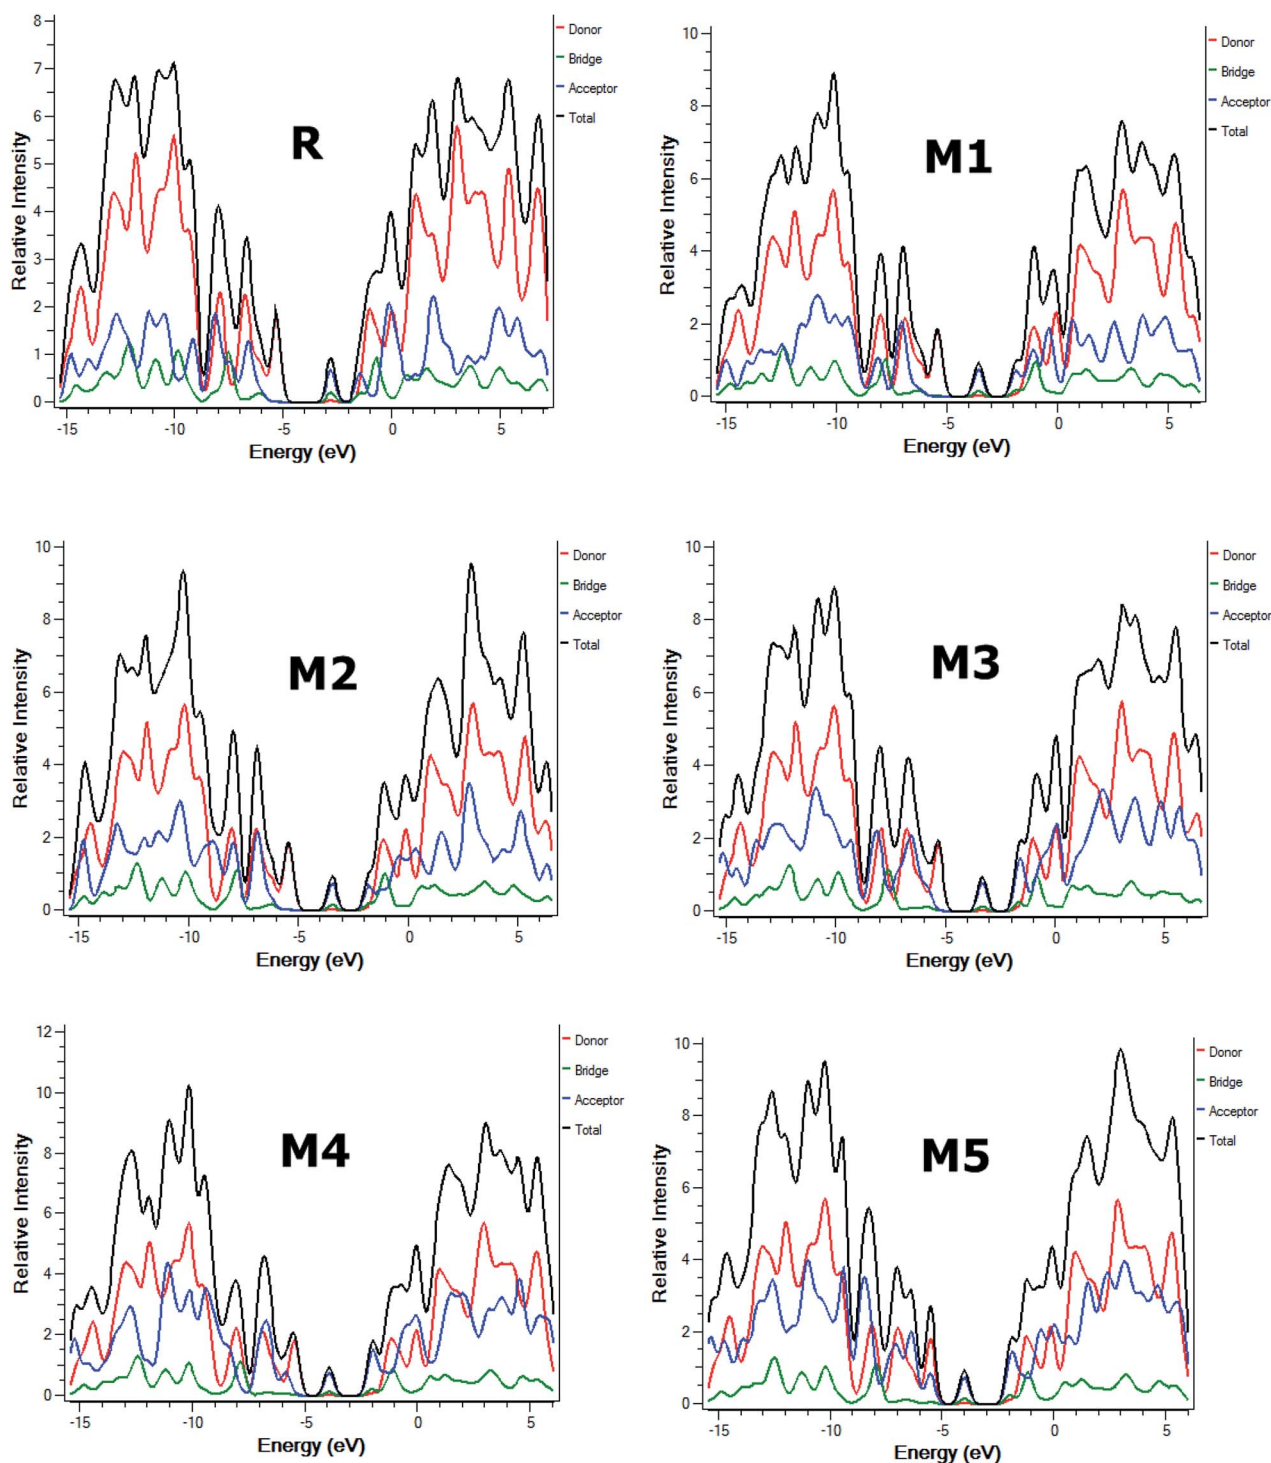 8
7
6
5
4
3
2
1
0
Relative Intensity
R
Donor
Bridge
Acceptor
Total
-15 -10 -5 0 5
Energy (eV)
10
8
6
4
2
0
Relative Intensity
M1
Donor
Bridge
Acceptor
Total
-15 -10 -5 0 5
Energy (eV)
10
8
6
4
2
0
Relative Intensity
M2
Donor
Bridge
Acceptor
Total
-15 -10 -5 0 5
Energy (eV)
10
8
6
4
2
0
Relative Intensity
M3
Donor
Bridge
Acceptor
Total
-15 -10 -5 0 5
Energy (eV)
12
10
8
6
4
2
0
Relative Intensity
M4
Donor
Bridge
Acceptor
Total
-15 -10 -5 0 5
Energy (eV)
10
8
6
4
2
0
Relative Intensity
M5
Donor
Bridge
Acceptor
Total
-15 -10 -5 0 5
Energy (eV)